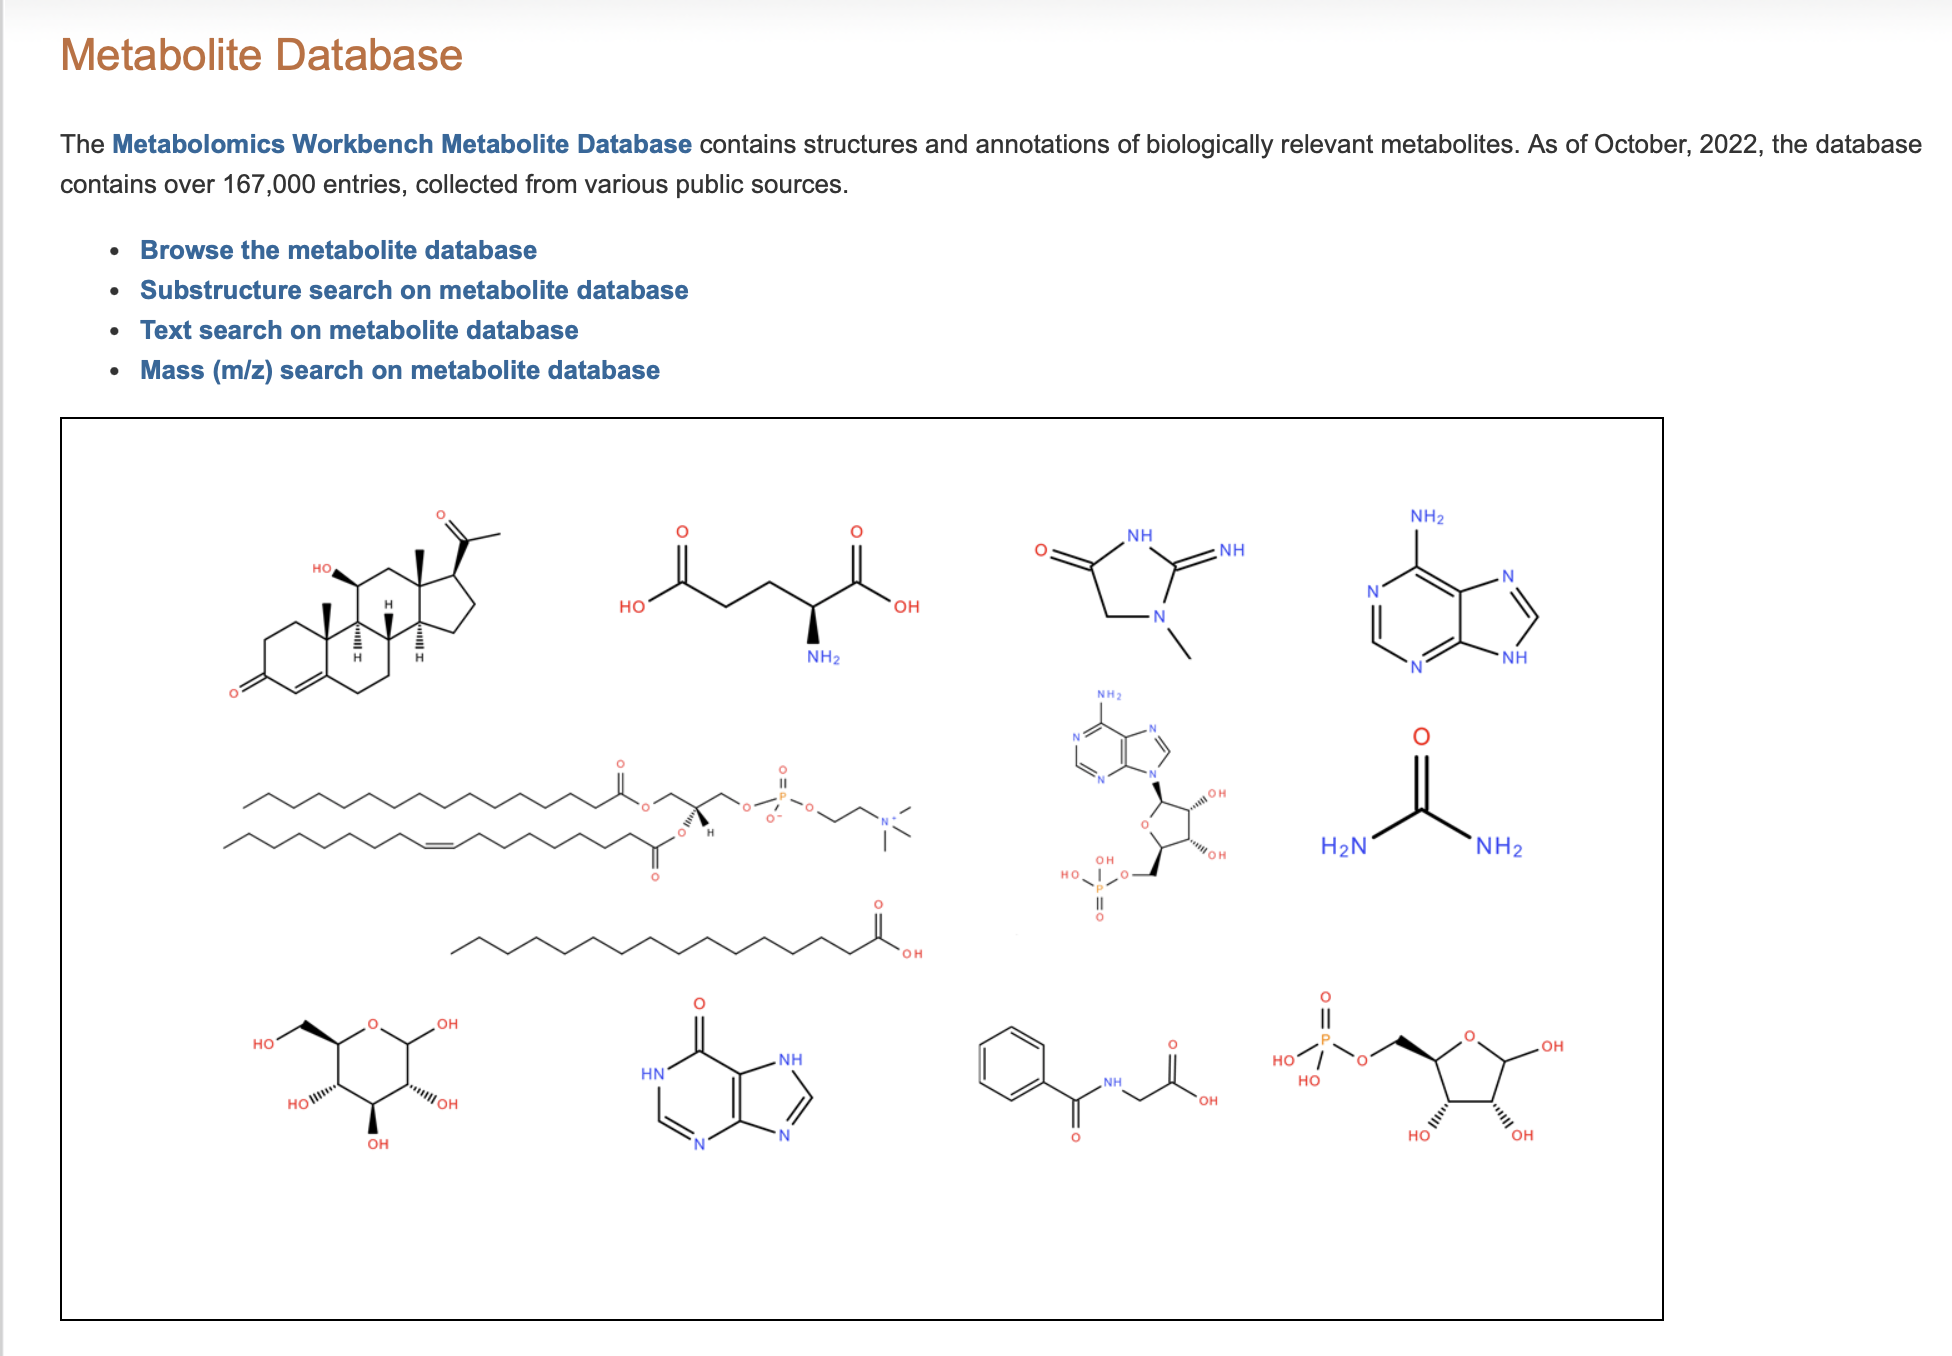 Metabolite Database
The Metabolomics Workbench Metabolite Database contains structures and annotations of biologically relevant metabolites. As of October, 2022, the database
contains over 167,000 entries, collected from various public sources.
• Browse the metabolite database
• Substructure search on metabolite database
• Text search on metabolite database
• Mass (m/z) search on metabolite database
O
HO
H
H
H
O
O
O
HO
OH
NH₂
O
NH
NH
N
NH₂
N
N
N
NH
O
O
O
O
O
P
O
O⁻
O
N⁺
H
NH₂
N
N
N
N
O
OH
OH
OH
HO
P
O
O
O
H₂N
NH₂
O
OH
HO
O
OH
HO
OH
OH
O
HN
NH
N
N
NH
O
O
OH
O
P
HO
HO
O
O
OH
HO
OH